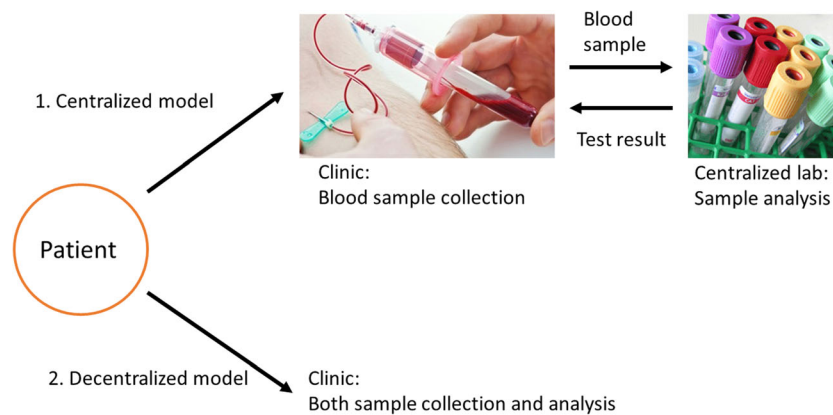 1. Centralized model
Blood
sample
Test result
Clinic:
Blood sample collection
Centralized lab:
Sample analysis
Patient
2. Decentralized model
Clinic:
Both sample collection and analysis